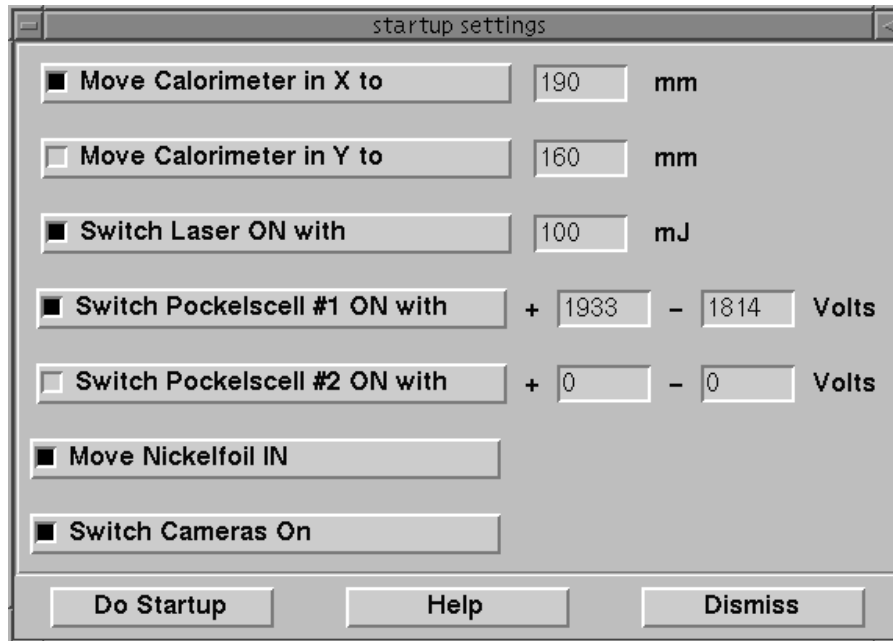 startup settings
Move Calorimeter in X to 190 mm
Move Calorimeter in Y to 160 mm
Switch Laser ON with 100 mJ
Switch Pockelscell #1 ON with + 1933 – 1814 Volts
Switch Pockelscell #2 ON with + 0 – 0 Volts
Move Nickelfoil IN
Switch Cameras On
Do Startup Help Dismiss